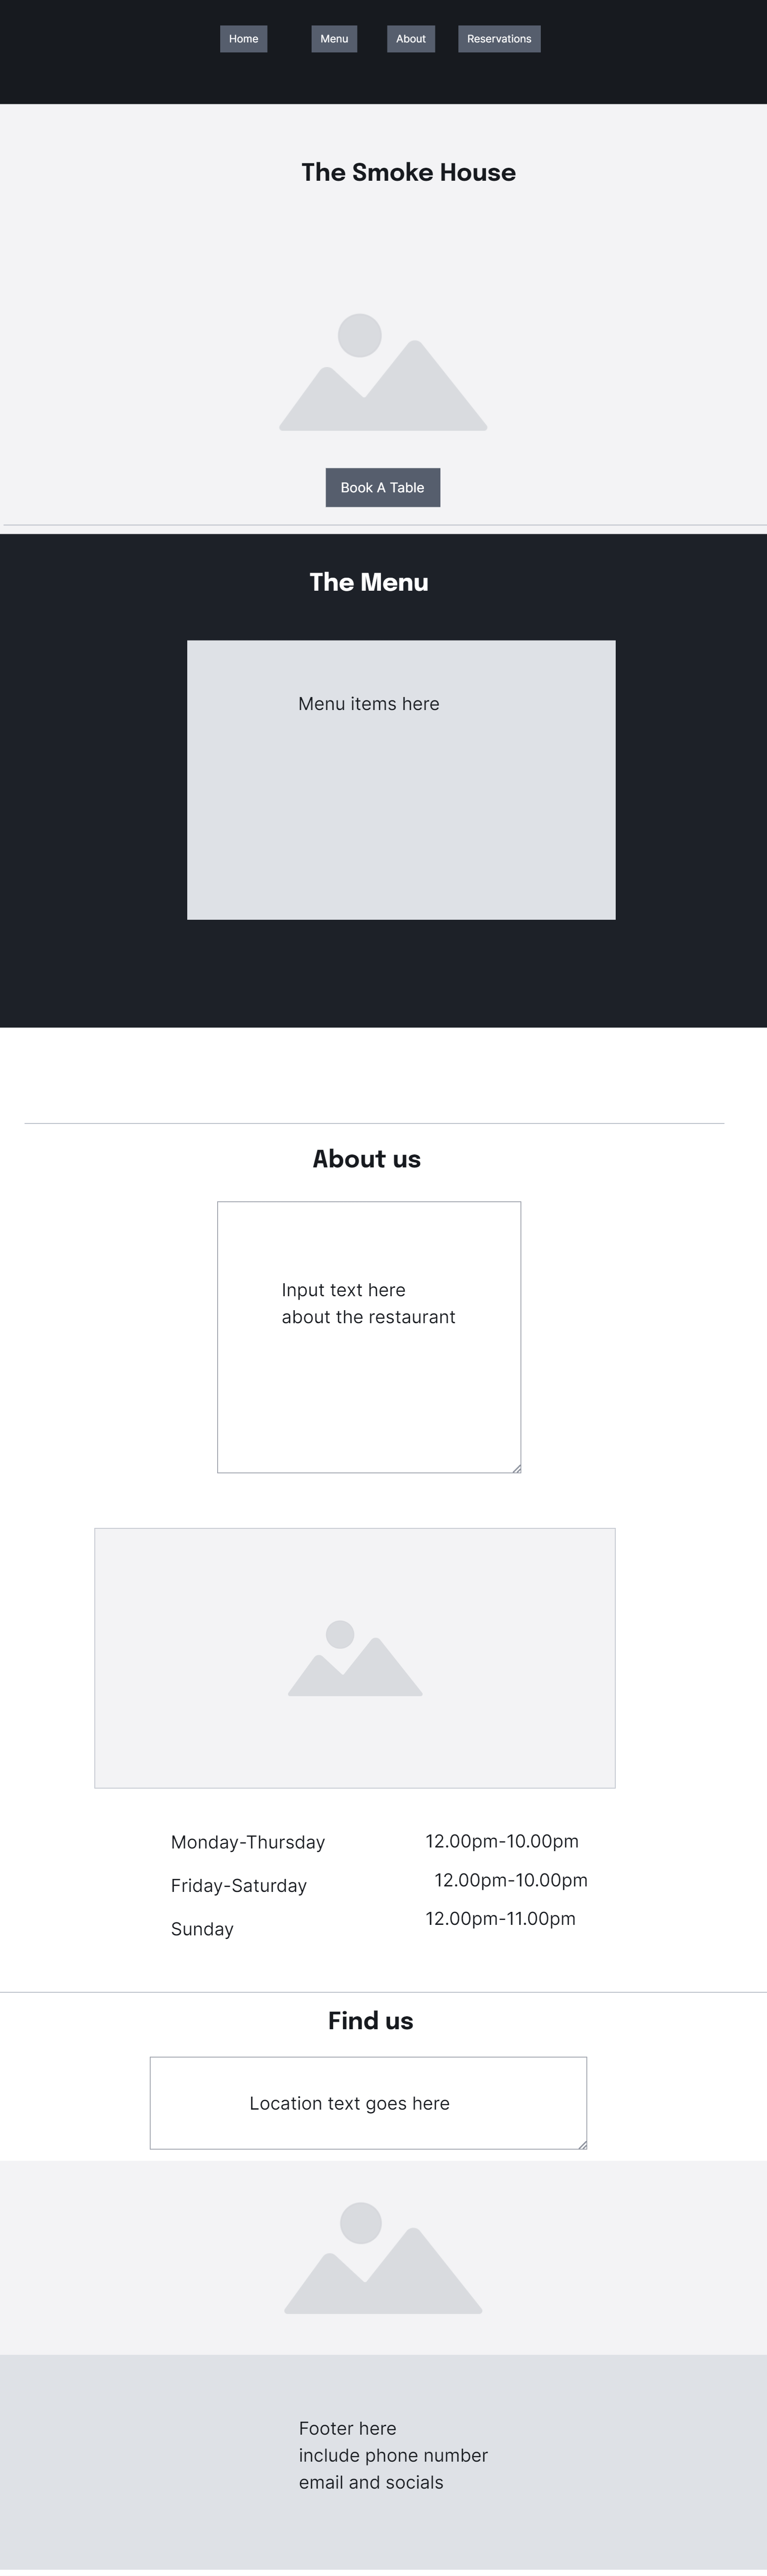 Home Menu About Reservations
The Smoke House
Book A Table
The Menu
Menu items here
About us
Input text here
about the restaurant
Monday-Thursday 12.00pm-10.00pm
Friday-Saturday 12.00pm-10.00pm
Sunday 12.00pm-11.00pm
Find us
Location text goes here
Footer here
include phone number
email and socials